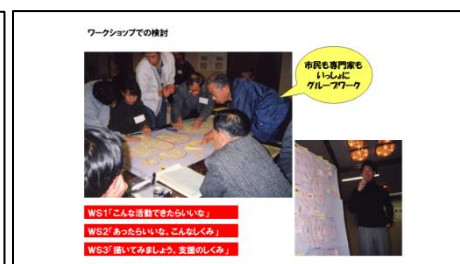 ワークショップでの検討
市民も専門家も
いっしょに
グループワーク
WS1「こんな活動できたらいいな」
WS2「あったらいいな。こんなしくみ」
WS3「描いてみましょう。支援のしくみ」